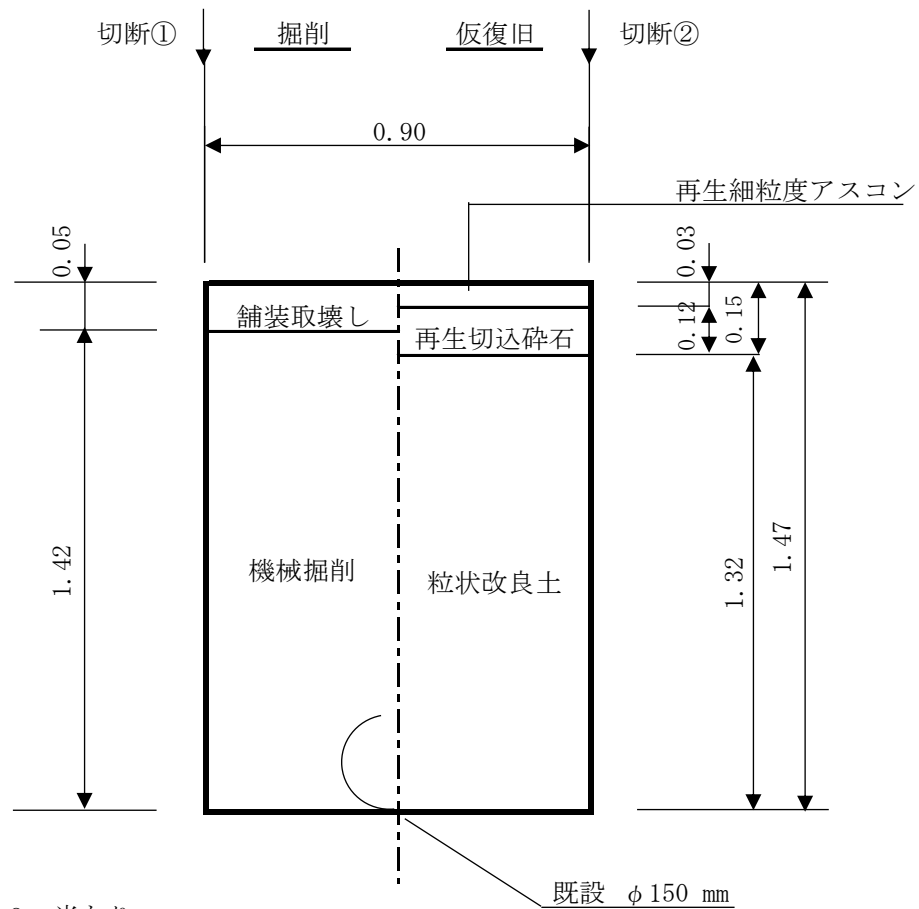 切断① 掘削 仮復旧 切断②
0.90
再生細粒度アスコン
0.05
0.03
舗装取壊し
0.12
0.15
再生切込砕石
1.42
機械掘削
粒状改良土
1.32
1.47
既設 φ150 mm